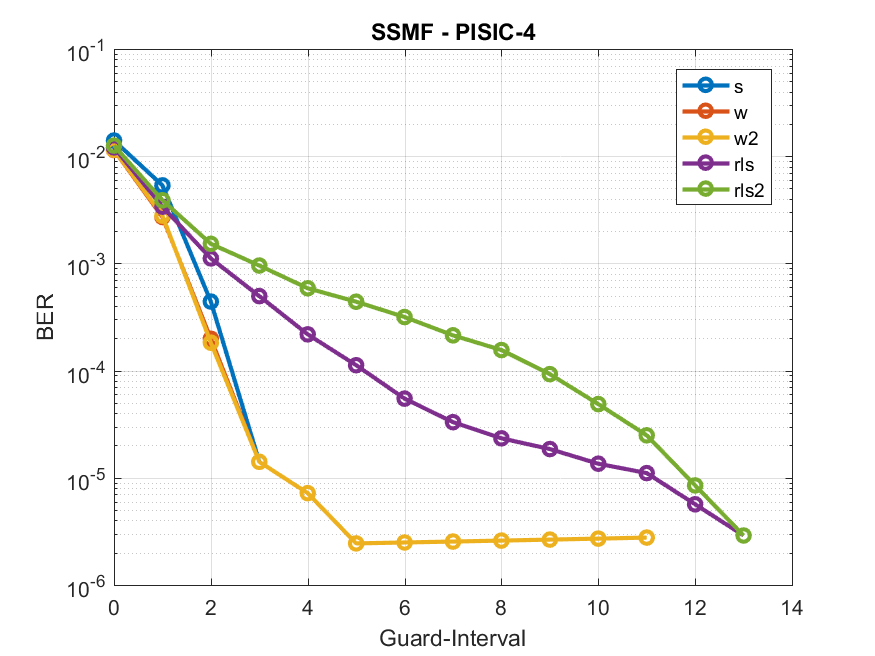 SSMF - PISIC-4
10-1
10-2
10-3
10-4
10-5
10-6
BER
s
w
w2
rls
rls2
0 2 4 6 8 10 12 14
Guard-Interval